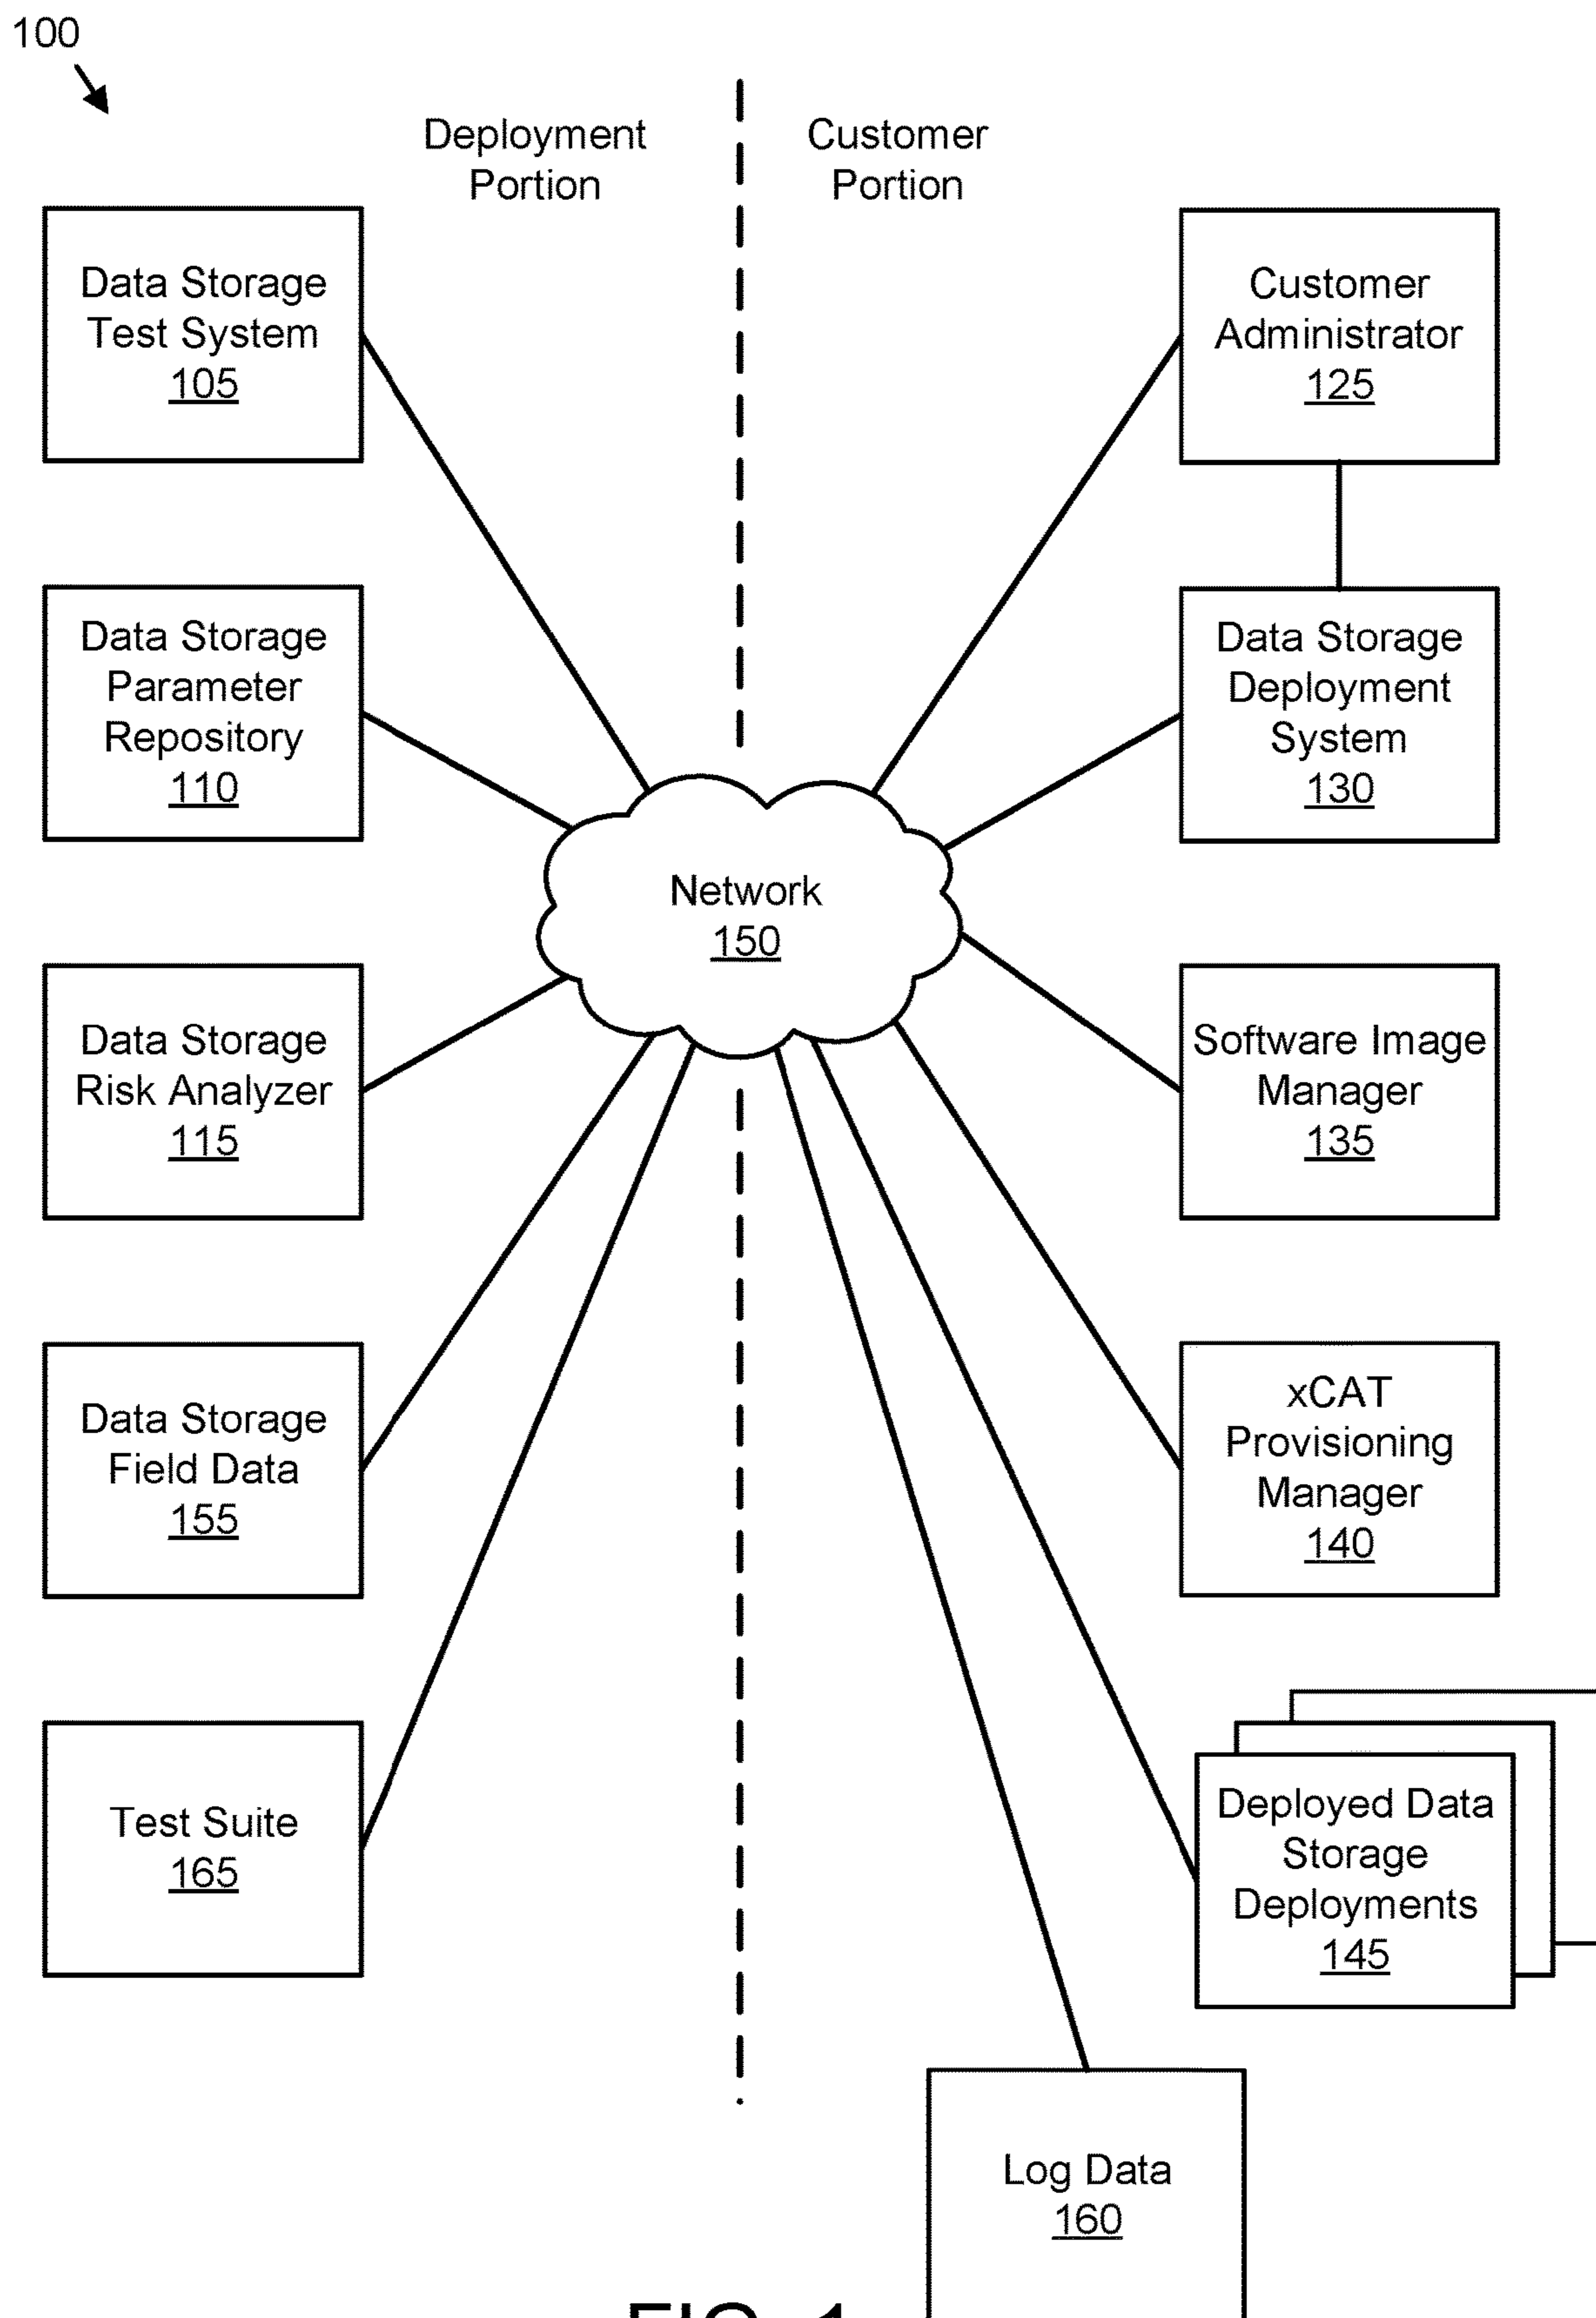 100
Deployment
Portion
Customer
Portion
Data Storage
Test System
105
Customer
Administrator
125
Data Storage
Parameter
Repository
110
Data Storage
Deployment
System
130
Network
150
Data Storage
Risk Analyzer
115
Software Image
Manager
135
Data Storage
Field Data
155
xCAT
Provisioning
Manager
140
Test Suite
165
Deployed Data
Storage
Deployments
145
Log Data
160
FIG. 1